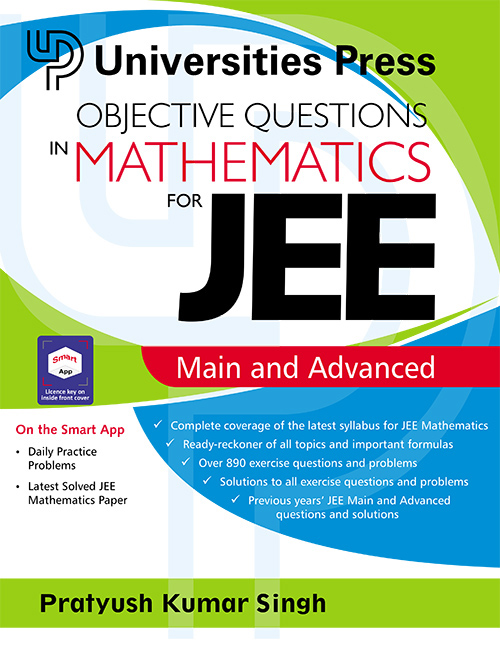 UP Universities Press
OBJECTIVE QUESTIONS
IN MATHEMATICS
FOR JEE
Main and Advanced
Smart
App
Licence key on
inside front cover
On the Smart App
• Daily Practice
Problems
• Latest Solved JEE
Mathematics Paper
✓ Complete coverage of the latest syllabus for JEE Mathematics
✓ Ready-reckoner of all topics and important formulas
✓ Over 890 exercise questions and problems
✓ Solutions to all exercise questions and problems
✓ Previous years' JEE Main and Advanced
questions and solutions
Pratyush Kumar Singh